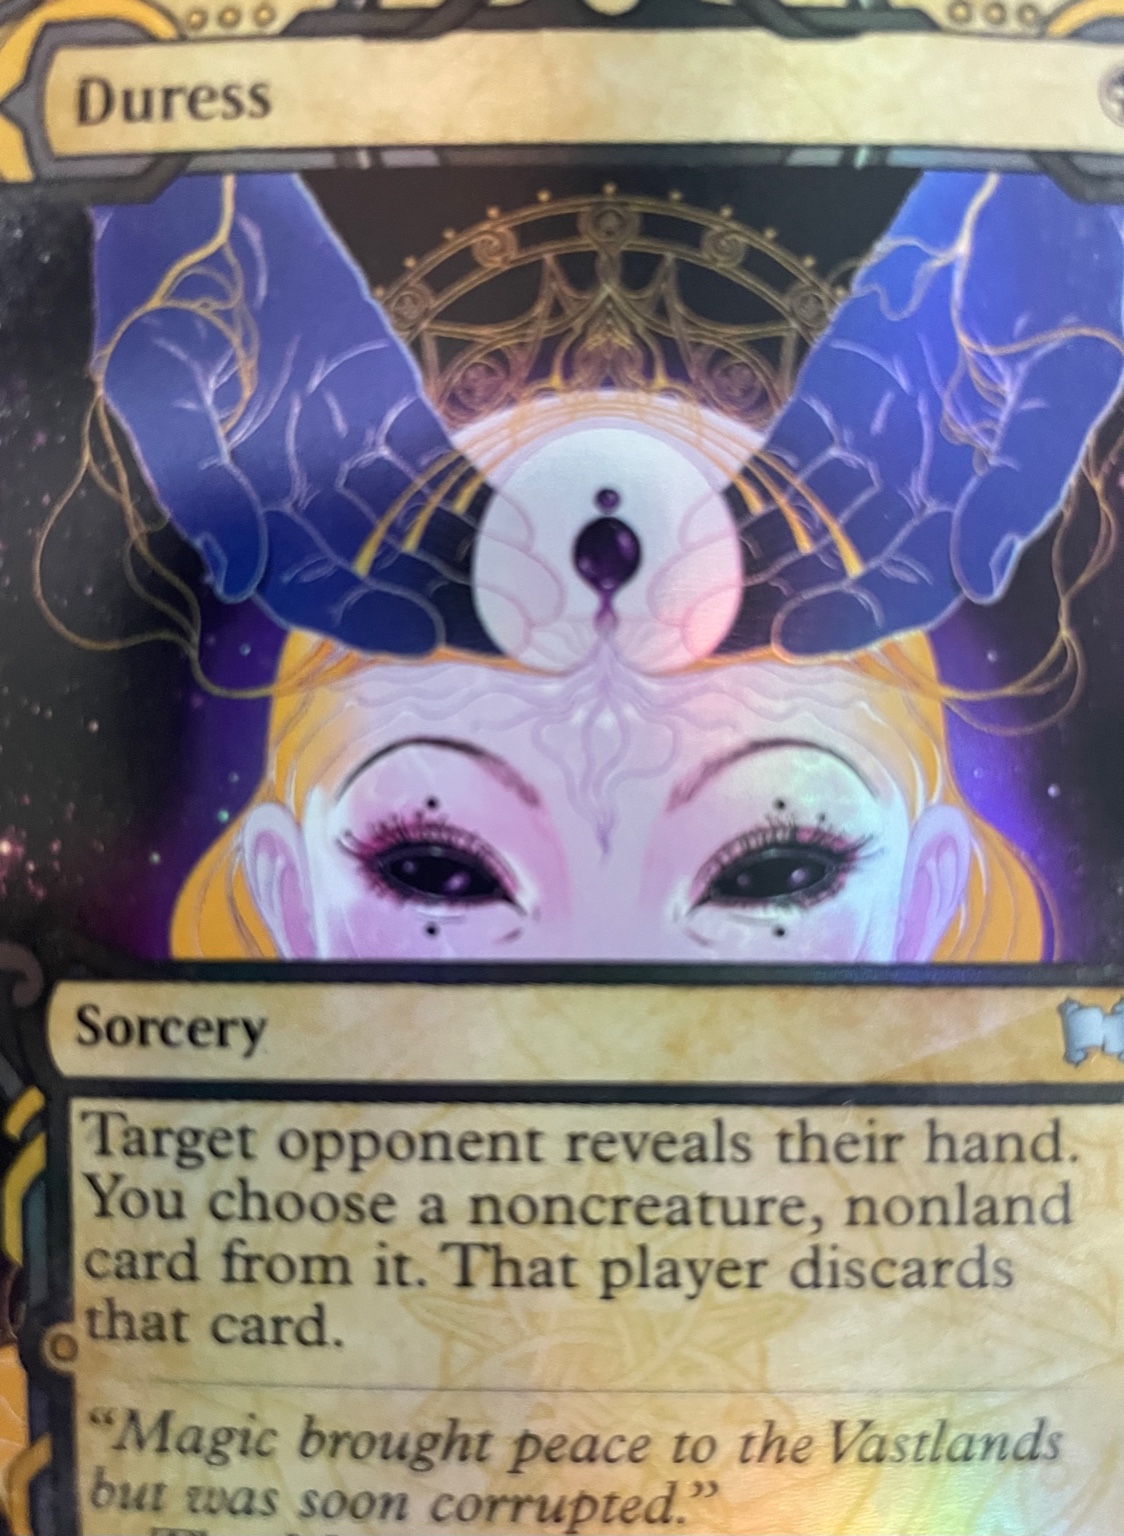 Duress
Sorcery
Target opponent reveals their hand.
You choose a noncreature, nonland
card from it. That player discards
that card.
“Magic brought peace to the Vastlands
but was soon corrupted.”